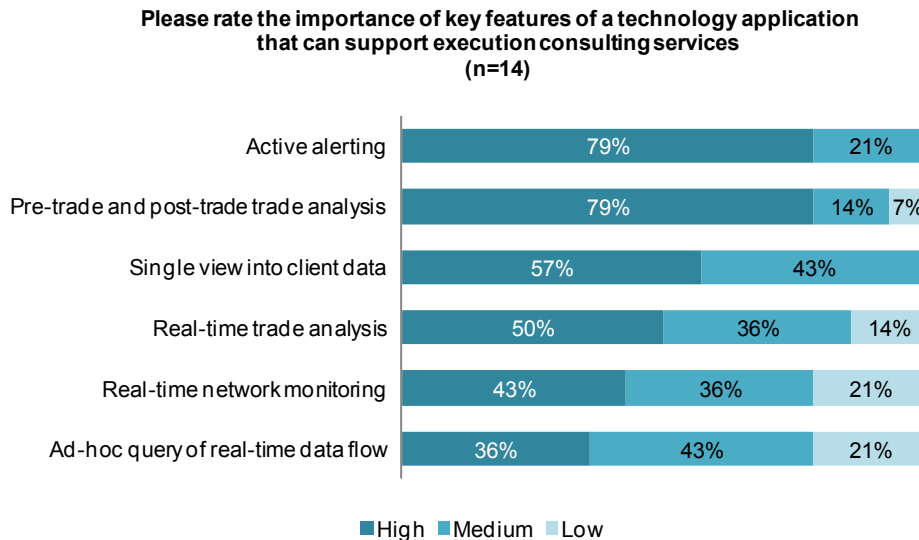 Please rate the importance of key features of a technology application
that can support execution consulting services
(n=14)
Active alerting 79% 21%
Pre-trade and post-trade trade analysis 79% 14% 7%
Single view into client data 57% 43%
Real-time trade analysis 50% 36% 14%
Real-time network monitoring 43% 36% 21%
Ad-hoc query of real-time data flow 36% 43% 21%
High Medium Low